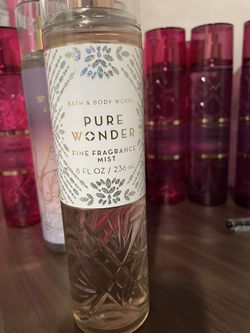 BATH & BODY WORKS
PURE
WONDER
FINE FRAGRANCE
MIST
8 FL OZ / 236 mL